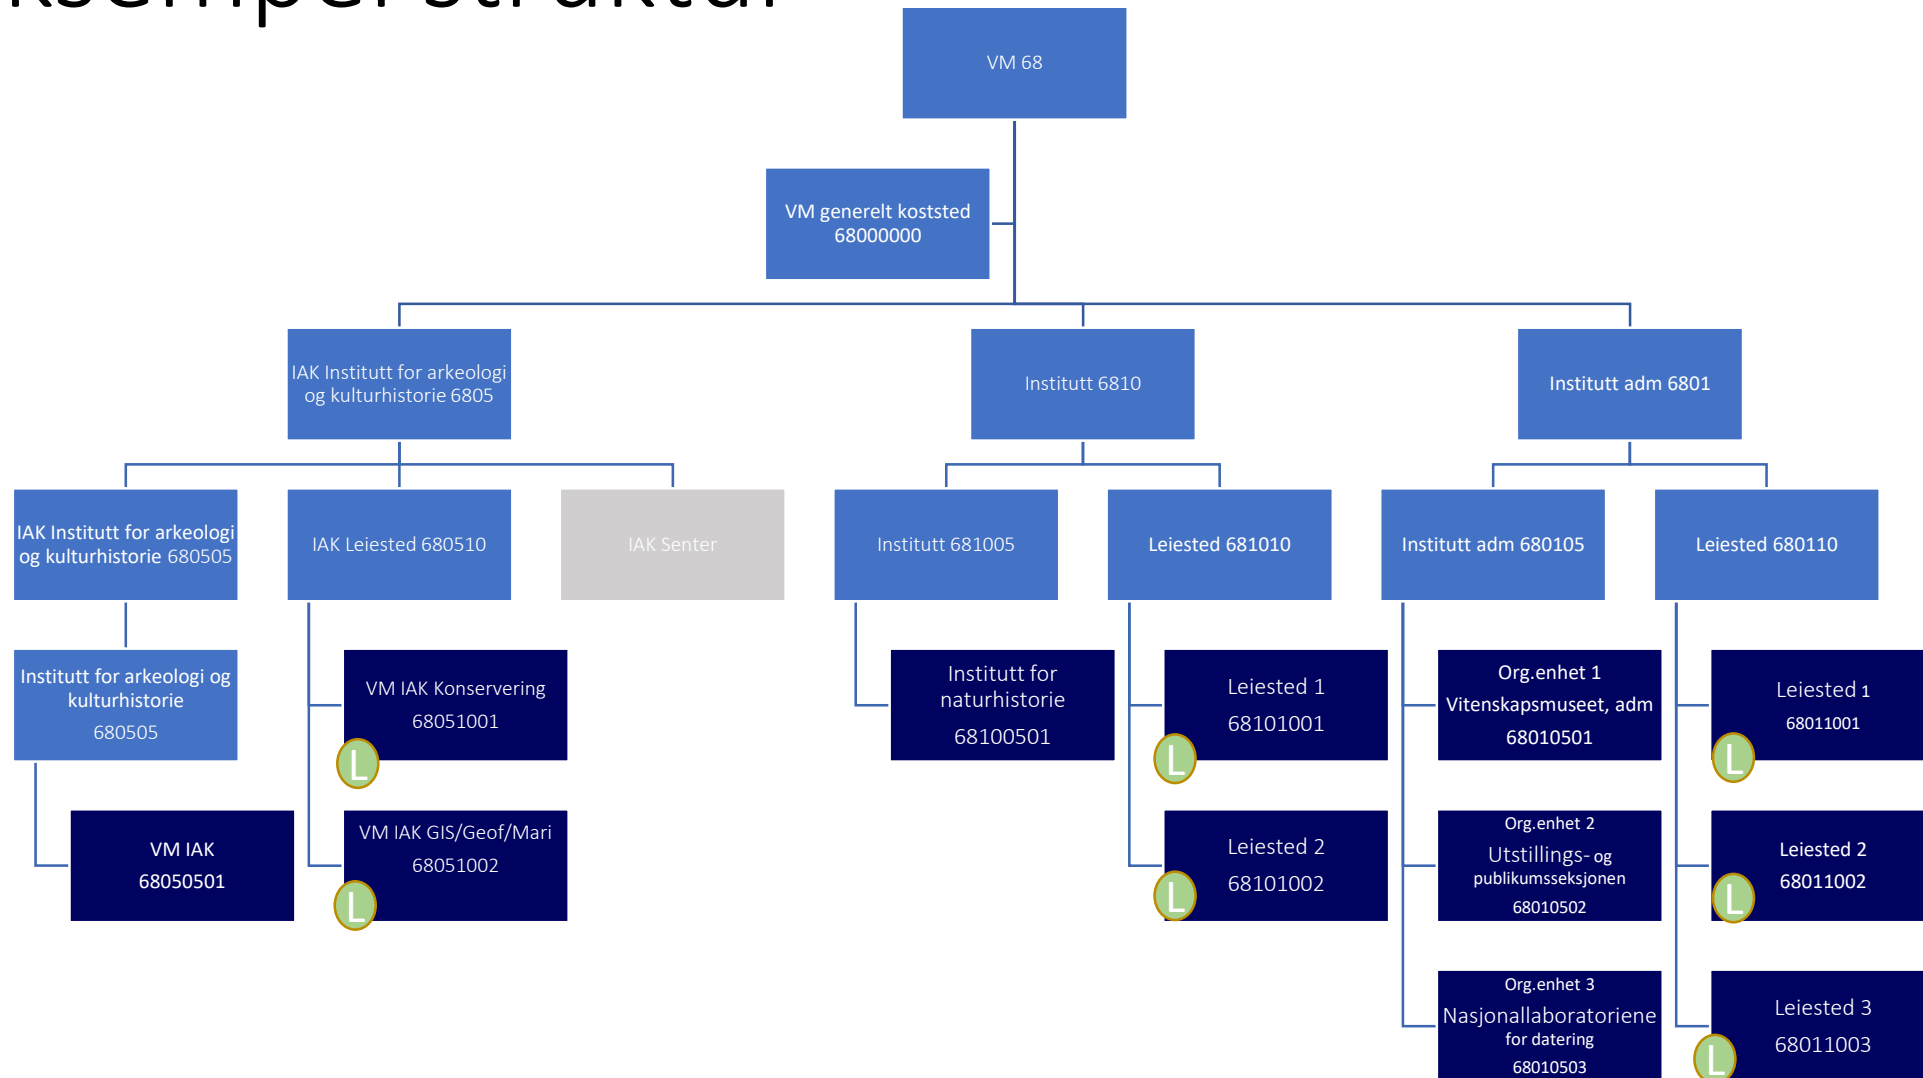 ksempel struktur
VM 68
VM generelt koststed
68000000
IAK Institutt for arkeologi
og kulturhistorie 6805
Institutt 6810
Institutt adm 6801
IAK Institutt for arkeologi
og kulturhistorie 680505
IAK Leiested 680510
IAK Senter
Institutt 681005
Leiested 681010
Institutt adm 680105
Leiested 680110
Institutt for arkeologi og
kulturhistorie
680505
VM IAK Konservering
68051001
L
Institutt for
naturhistorie
68100501
Leiested 1
68101001
L
Org.enhet 1
Vitenskapsmuseet, adm
68010501
Leiested 1
68011001
L
VM IAK
68050501
VM IAK GIS/Geof/Mari
68051002
L
Leiested 2
68101002
L
Org.enhet 2
Utstillings- og
publikumsseksjonen
68010502
Leiested 2
68011002
L
Org.enhet 3
Nasjonallaboratoriene
for datering
68010503
Leiested 3
68011003
L